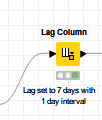 Lag Column
Lag set to 7 days with
1 day interval